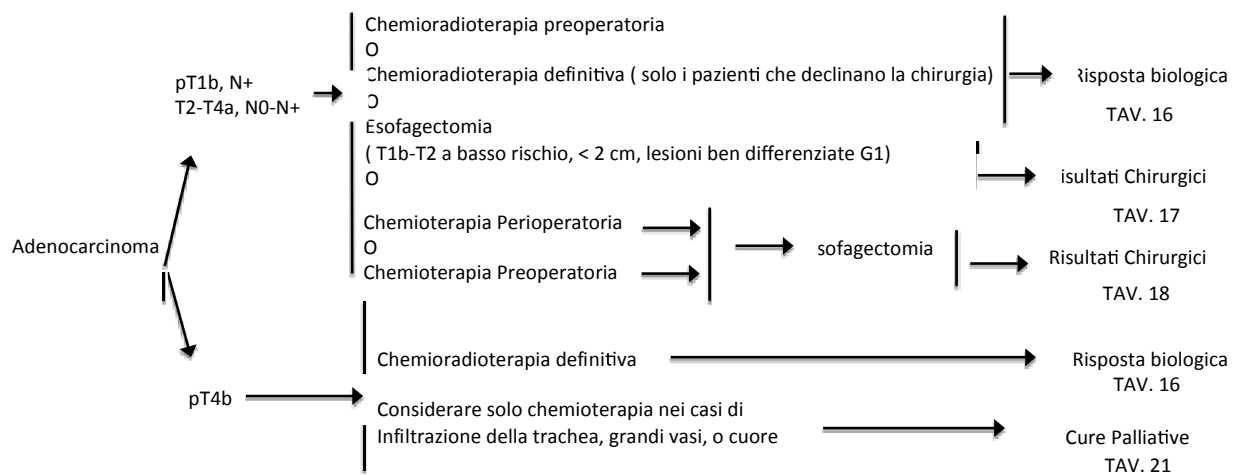 Chemioradioterapia preoperatoria
O
Chemioradioterapia definitiva ( solo i pazienti che declinano la chirurgia)
O
Esofagectomia
( T1b-T2 a basso rischio, < 2 cm, lesioni ben differenziate G1)
O
pT1b, N+
T2-T4a, N0-N+
Risposta biologica
TAV. 16
isultati Chirurgici
TAV. 17
Adenocarcinoma
Chemioterapia Perioperatoria
O
Chemioterapia Preoperatoria
sofagectomia
Risultati Chirurgici
TAV. 18
pT4b
Chemioradioterapia definitiva
Risposta biologica
TAV. 16
Considerare solo chemioterapia nei casi di
Infiltrazione della trachea, grandi vasi, o cuore
Cure Palliative
TAV. 21